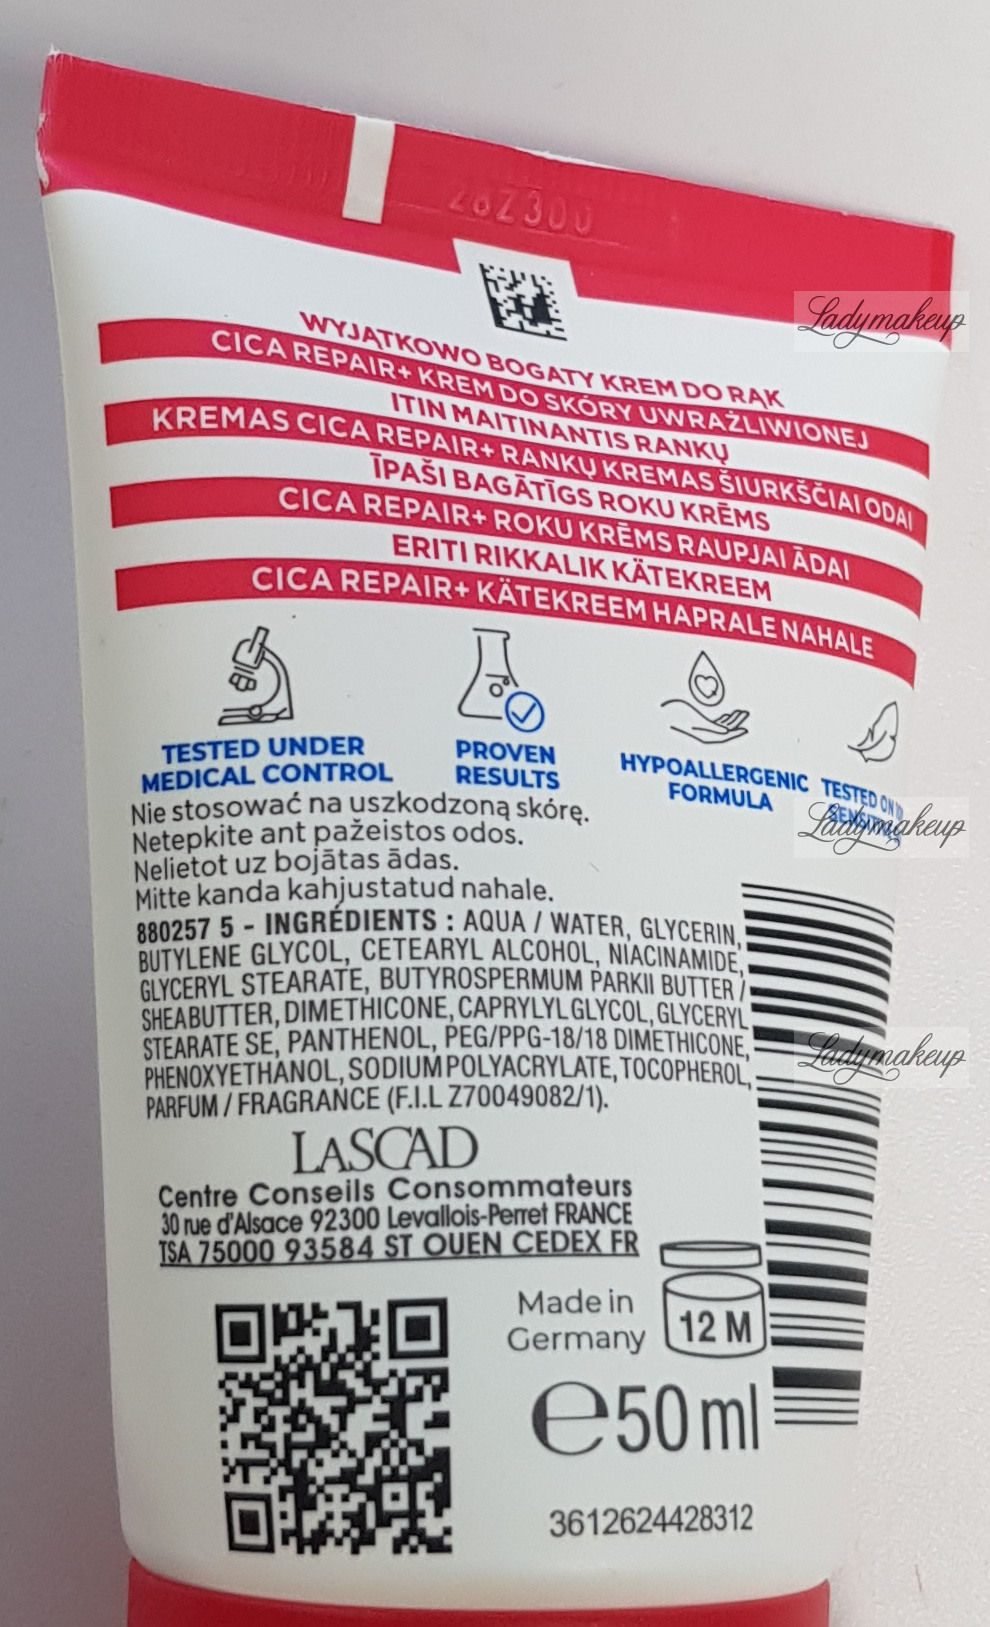 28Z300
WYJĄTKOWO BOGATY KREM DO RĄK
CICA REPAIR+ KREM DO SKÓRY UWRAŻLIWIONEJ
ITIN MAITINANTIS RANKŲ
KREMAS CICA REPAIR+ RANKŲ KREMAS ŠIURKŠČIAI ODAI
ĪPAŠI BAGĀTĪGS ROKU KRĒMS
CICA REPAIR+ ROKU KRĒMS RAUPJAI ĀDAI
ERITI RIKKALIK KÄTEKREEM
CICA REPAIR+ KÄTEKREEM HAPRALE NAHALE
TESTED UNDER
MEDICAL CONTROL
PROVEN
RESULTS
HYPOALLERGENIC
FORMULA
TESTED ON
Nie stosować na uszkodzoną skórę.
Netepkite ant pažeistos odos.
Nelietot uz bojātas ādas.
Mitte kanda kahjustatud nahale.
880257 5 - INGRÉDIENTS : AQUA / WATER, GLYCERIN,
BUTYLENE GLYCOL, CETEARYL ALCOHOL, NIACINAMIDE,
GLYCERYL STEARATE, BUTYROSPERMUM PARKII BUTTER /
SHEA BUTTER, DIMETHICONE, CAPRYLYL GLYCOL, GLYCERYL
STEARATE SE, PANTHENOL, PEG/PPG-18/18 DIMETHICONE,
PHENOXYETHANOL, SODIUM POLYACRYLATE, TOCOPHEROL,
PARFUM / FRAGRANCE (F.I.L Z70049082/1).
LASCAD
Centre Conseils Consommateurs
30 rue d'Alsace 92300 Levallois-Perret FRANCE
TSA 75000 93584 ST OUEN CEDEX FR
Made in
Germany
12 M
e50 ml
3612624428312
Ladymakeup
Ladymakeup
Ladymakeup